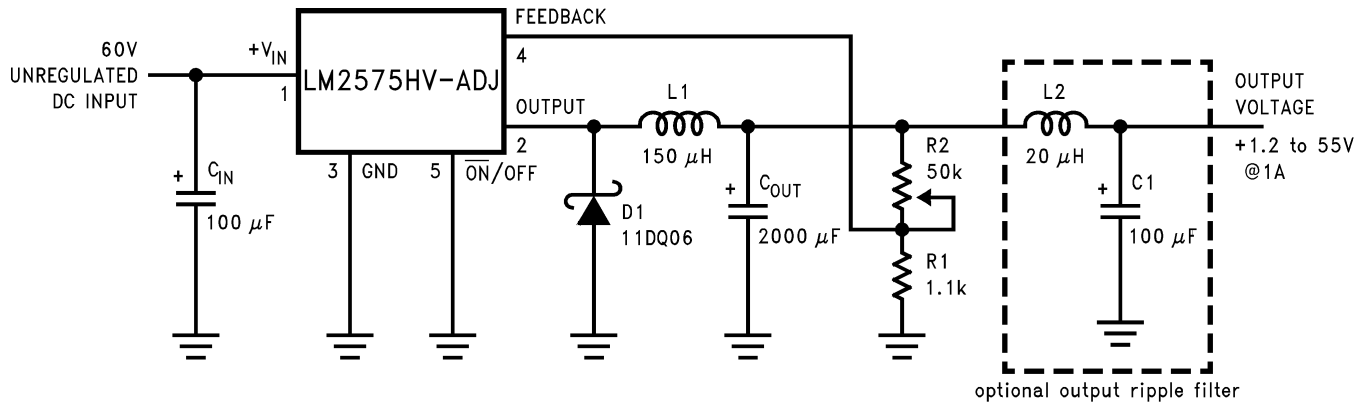 FEEDBACK
4
60V
UNREGULATED
DC INPUT
+VIN
1
LM2575HV-ADJ
OUTPUT
2
3 GND
5 O̅N̅/OFF
+ CIN
100 μF
D1
11DQ06
L1
150 μH
+ COUT
2000 μF
R2
50k
R1
1.1k
L2
20 μH
+ C1
100 μF
OUTPUT
VOLTAGE
+1.2 to 55V
@1A
optional output ripple filter